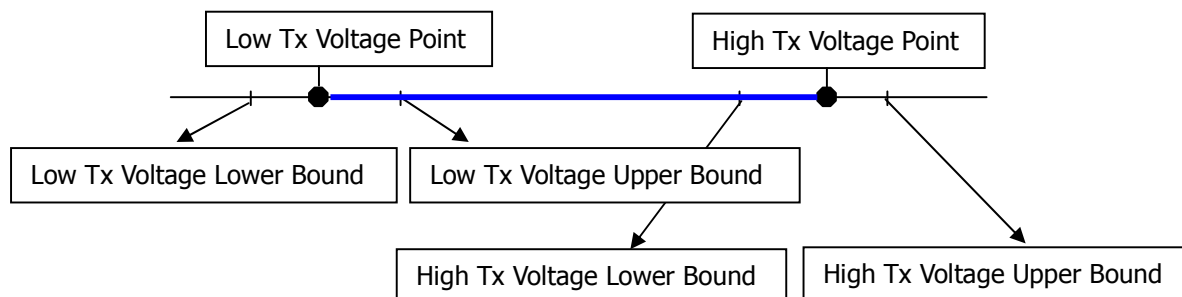 Low Tx Voltage Point
High Tx Voltage Point
Low Tx Voltage Lower Bound
Low Tx Voltage Upper Bound
High Tx Voltage Lower Bound
High Tx Voltage Upper Bound